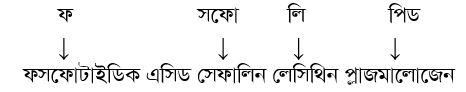 ফ সফো লি পিড
ফসফোটাইডিক এসিড সেফালিন লেসিথিন প্লাজমালোজেন